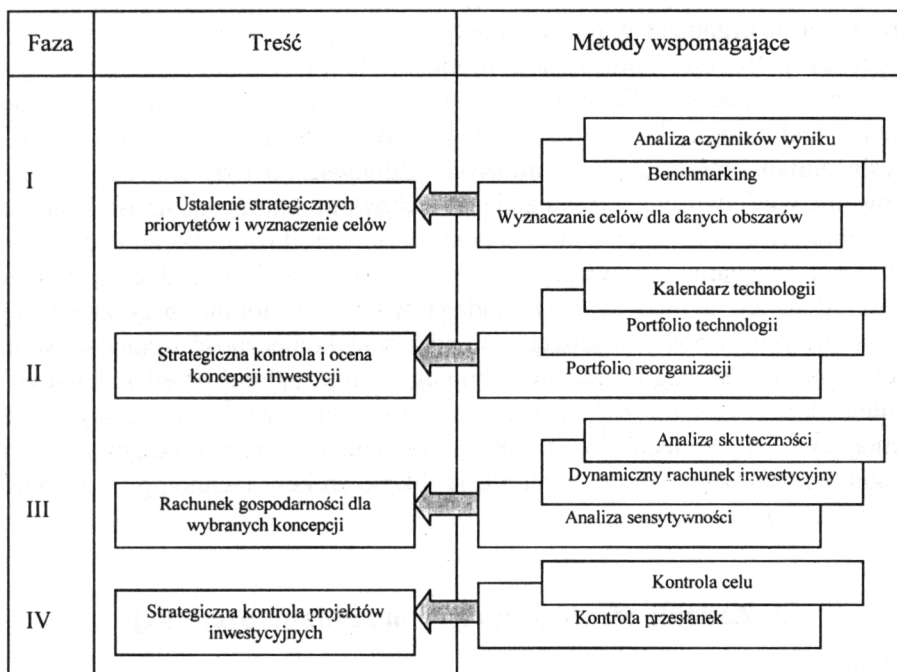 Faza Treść Metody wspomagające
I
Ustalenie strategicznych
priorytetów i wyznaczenie celów
Analiza czynników wyniku
Benchmarking
Wyznaczanie celów dla danych obszarów
II
Strategiczna kontrola i ocena
koncepcji inwestycji
Kalendarz technologii
Portfolio technologii
Portfolio reorganizacji
III
Rachunek gospodarności dla
wybranych koncepcji
Analiza skuteczności
Dynamiczny rachunek inwestycyjny
Analiza sensytywności
IV
Strategiczna kontrola projektów
inwestycyjnych
Kontrola celu
Kontrola przesłanek